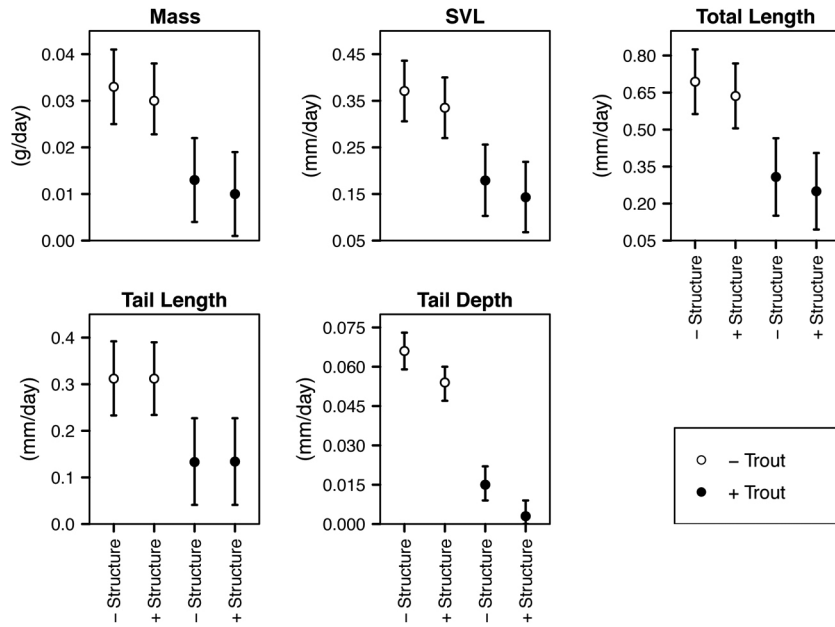 Mass
(g/day)
0.04
0.03
0.02
0.01
0.00
SVL
(mm/day)
0.45
0.35
0.25
0.15
0.05
Total Length
(mm/day)
0.80
0.65
0.50
0.35
0.20
0.05
– Structure
+ Structure
– Structure
+ Structure
Tail Length
(mm/day)
0.4
0.3
0.2
0.1
0.0
– Structure
+ Structure
– Structure
+ Structure
Tail Depth
(mm/day)
0.075
0.060
0.045
0.030
0.015
0.000
– Structure
+ Structure
– Structure
+ Structure
– Trout
+ Trout